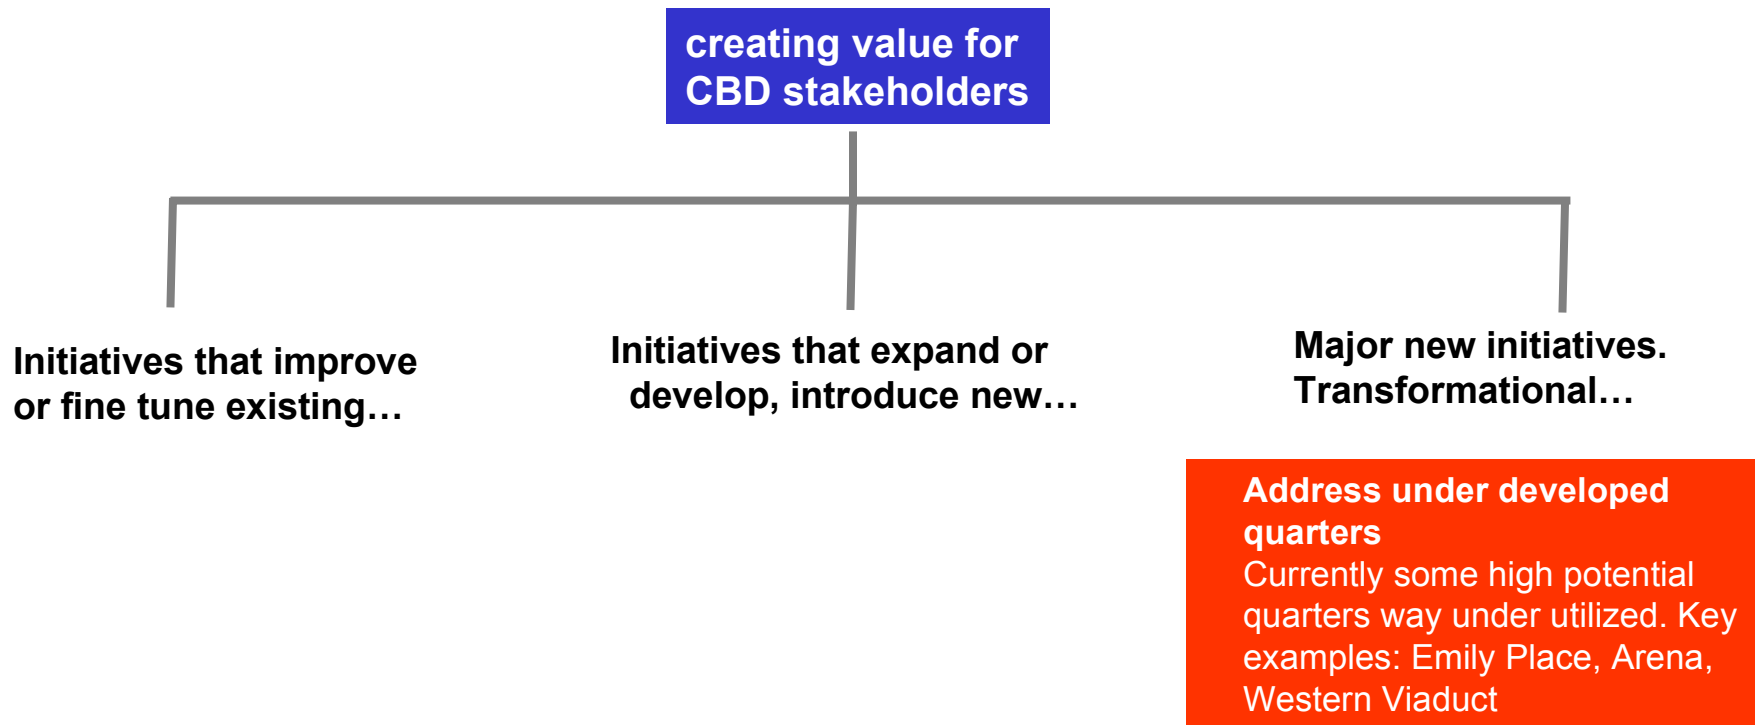 creating value for
CBD stakeholders
Initiatives that improve
or fine tune existing…
Initiatives that expand or
develop, introduce new…
Major new initiatives.
Transformational…
Address under developed
quarters
Currently some high potential
quarters way under utilized. Key
examples: Emily Place, Arena,
Western Viaduct